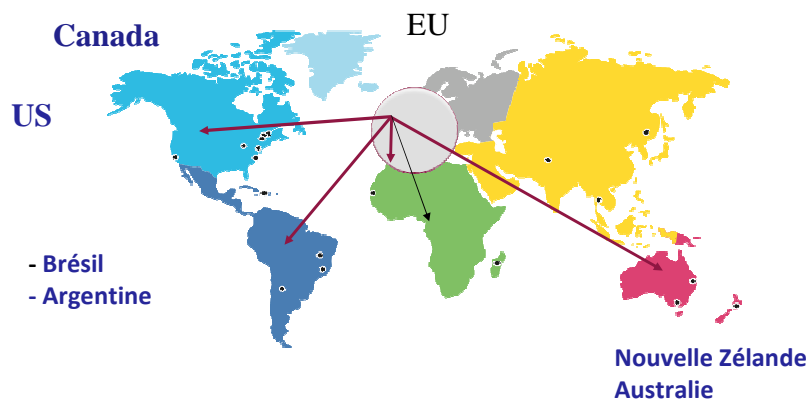 EU
Canada
US
- Brésil
- Argentine
Nouvelle Zélande
Australie